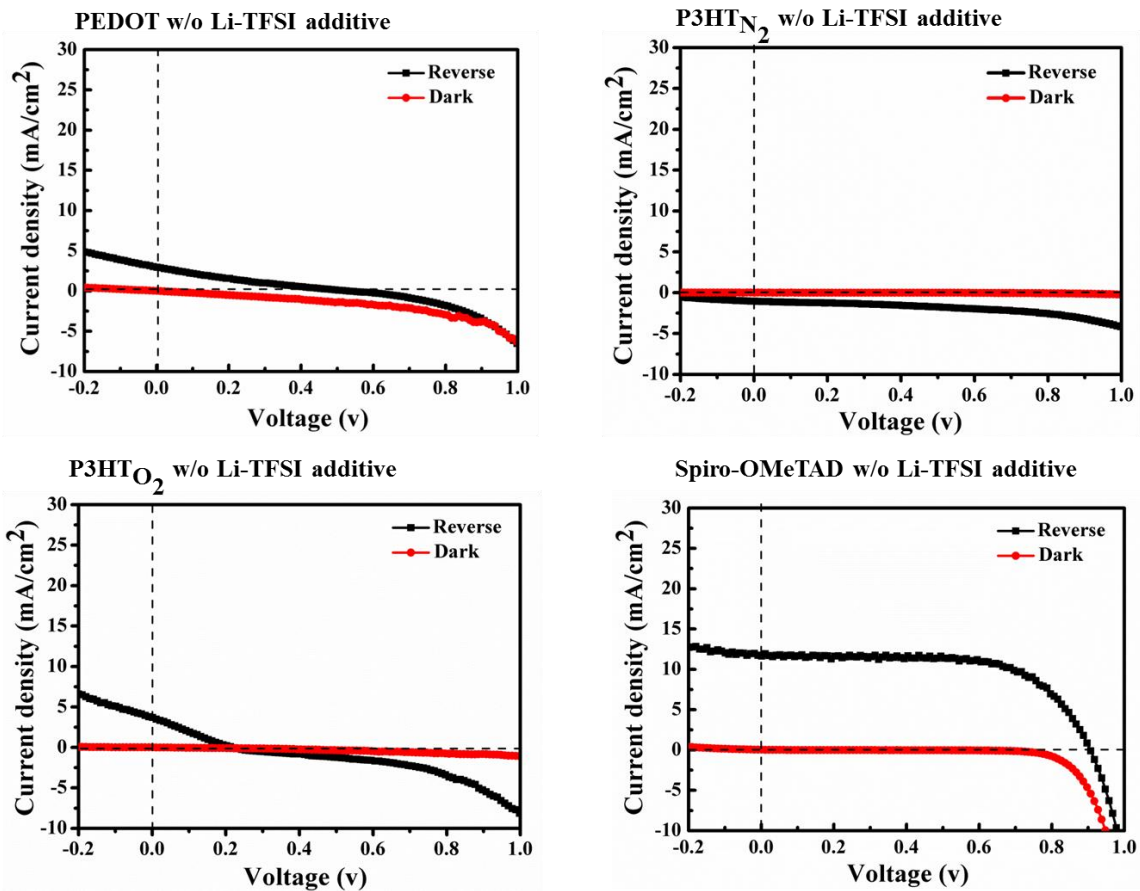 PEDOT w/o Li-TFSI additive
30
25
20
15
10
5
0
-5
-10
Current density (mA/cm²)
Reverse
Dark
-0.2 0.0 0.2 0.4 0.6 0.8 1.0
Voltage (v)
P3HT N2 w/o Li-TFSI additive
30
25
20
15
10
5
0
-5
-10
Current density (mA/cm²)
Reverse
Dark
-0.2 0.0 0.2 0.4 0.6 0.8 1.0
Voltage (v)
P3HT O2 w/o Li-TFSI additive
30
25
20
15
10
5
0
-5
-10
Current density (mA/cm²)
Reverse
Dark
-0.2 0.0 0.2 0.4 0.6 0.8 1.0
Voltage (v)
Spiro-OMeTAD w/o Li-TFSI additive
30
25
20
15
10
5
0
-5
-10
Current density (mA/cm²)
Reverse
Dark
-0.2 0.0 0.2 0.4 0.6 0.8 1.0
Voltage (v)